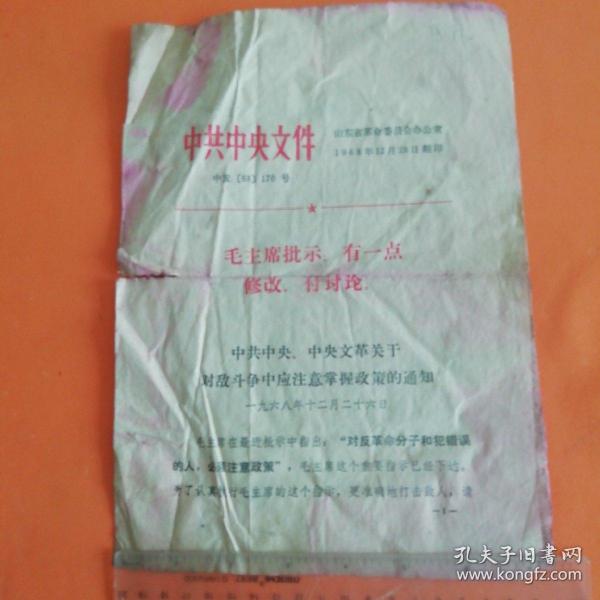 中共中央文件
山东省革命委员会办公室
1968年12月28日翻印
中发〔68〕170号
毛主席批示:有一点
修改。付讨论。
中共中央、中央文革关于
对敌斗争中应注意掌握政策的通知
一九六八年十二月二十六日
毛主席在最近批示中指出:“对反革命分子和犯错误
的人,必须注意政策”,毛主席这个重要指示已经下达。
为了认真执行毛主席的这个指示,更准确地打击敌人,请
—1—
孔夫子旧书网
www.kongfz.com